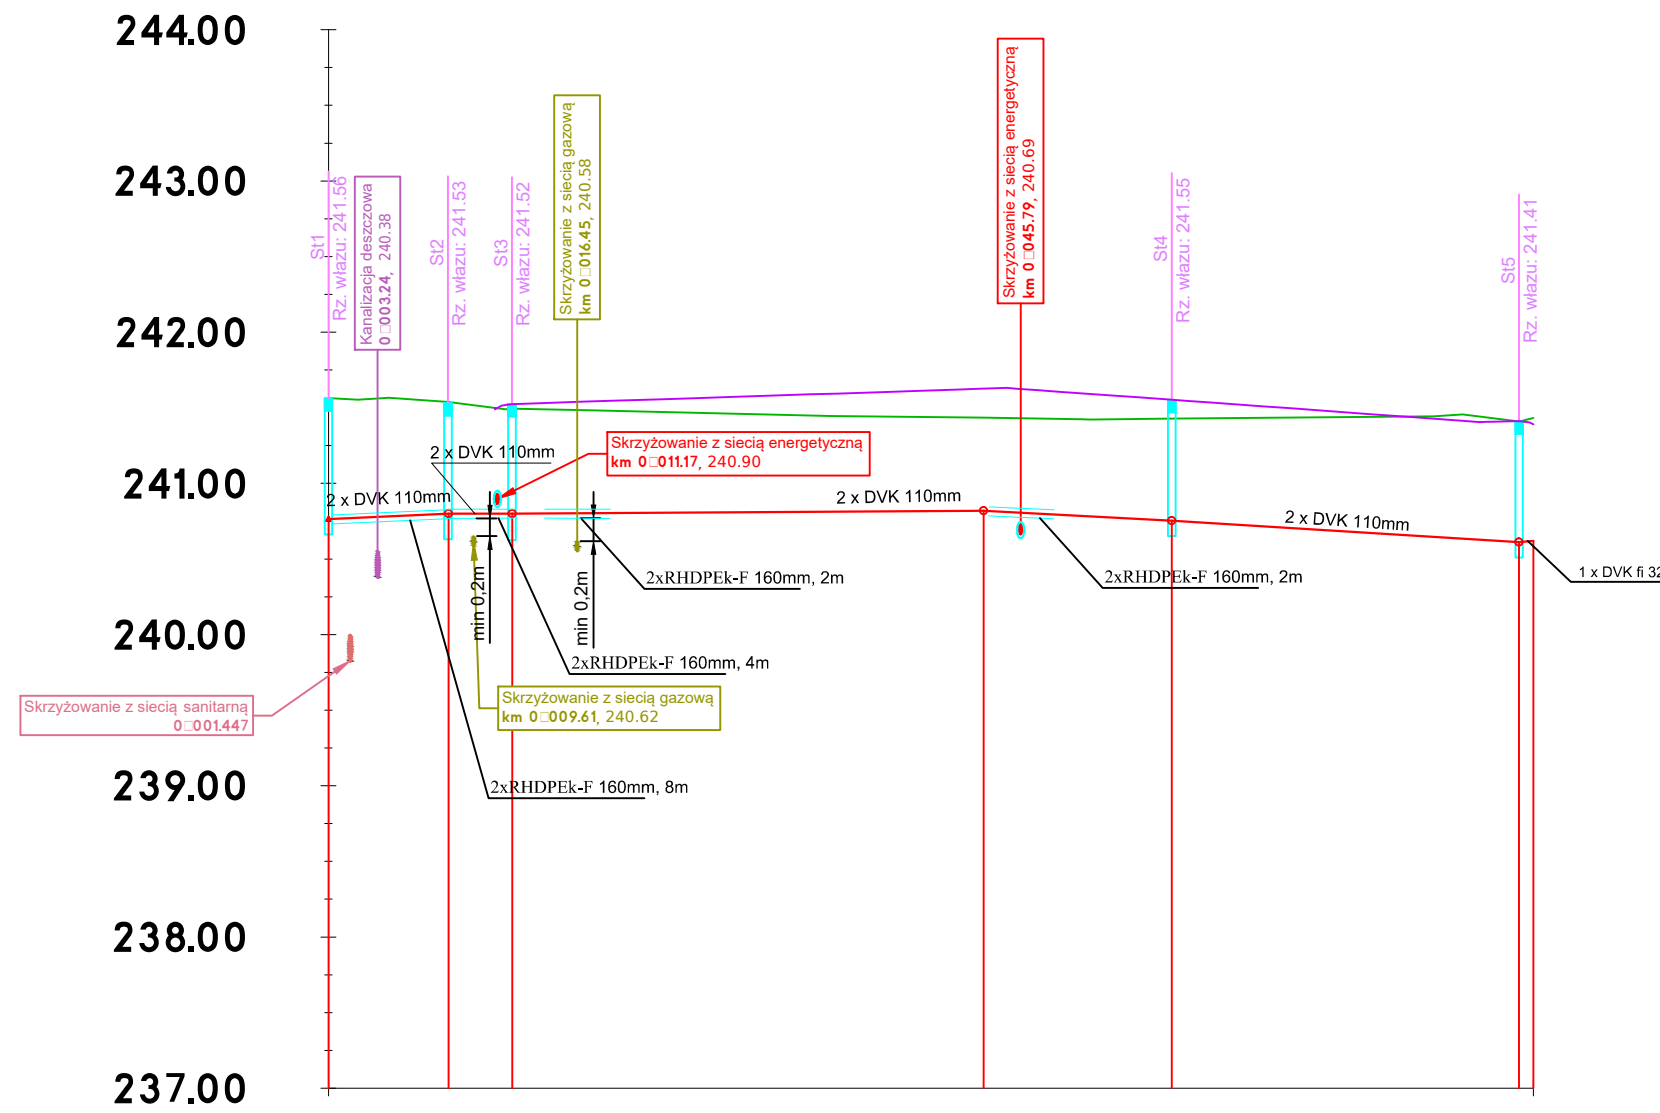 244.00
243.00
242.00
241.00
240.00
239.00
238.00
237.00
St1
Rz. włazu: 241.56
Kanalizacja deszczowa
0□003.24, 240.38
St2
Rz. włazu: 241.53
St3
Rz. włazu: 241.52
Skrzyżowanie z siecią gazową
km 0□016.45, 240.58
Skrzyżowanie z siecią energetyczną
km 0□045.79, 240.69
St4
Rz. włazu: 241.55
St5
Rz. włazu: 241.41
Skrzyżowanie z siecią energetyczną
km 0□011.17, 240.90
2 x DVK 110mm
2 x DVK 110mm
2 x DVK 110mm
2 x DVK 110mm
1 x DVK fi 32
min 0,2m
min 0,2m
2xRHDPEk-F 160mm, 2m
2xRHDPEk-F 160mm, 2m
2xRHDPEk-F 160mm, 4m
Skrzyżowanie z siecią sanitarną
0□001.447
Skrzyżowanie z siecią gazową
km 0□009.61, 240.62
2xRHDPEk-F 160mm, 8m